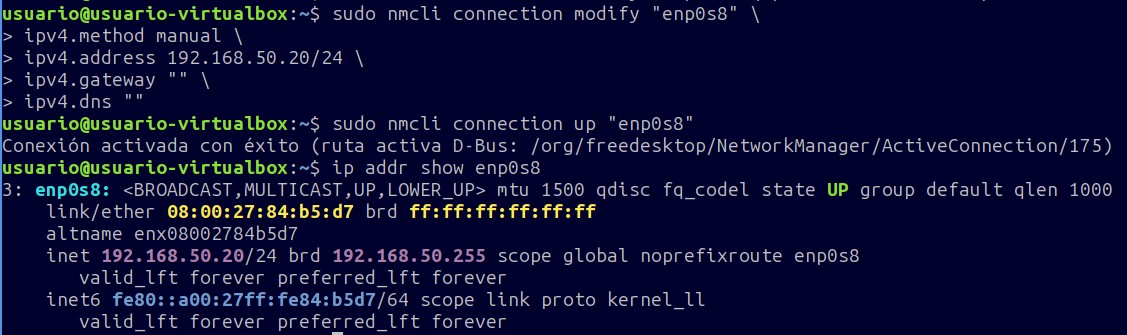 usuario@usuario-virtualbox:~$ sudo nmcli connection modify "enp0s8" \
> ipv4.method manual \
> ipv4.address 192.168.50.20/24 \
> ipv4.gateway "" \
> ipv4.dns ""
usuario@usuario-virtualbox:~$ sudo nmcli connection up "enp0s8"
Conexión activada con éxito (ruta activa D-Bus: /org/freedesktop/NetworkManager/ActiveConnection/175)
usuario@usuario-virtualbox:~$ ip addr show enp0s8
3: enp0s8: <BROADCAST,MULTICAST,UP,LOWER_UP> mtu 1500 qdisc fq_codel state UP group default qlen 1000
    link/ether 08:00:27:84:b5:d7 brd ff:ff:ff:ff:ff:ff
    altname enx08002784b5d7
    inet 192.168.50.20/24 brd 192.168.50.255 scope global noprefixroute enp0s8
       valid_lft forever preferred_lft forever
    inet6 fe80::a00:27ff:fe84:b5d7/64 scope link proto kernel_ll
       valid_lft forever preferred_lft forever